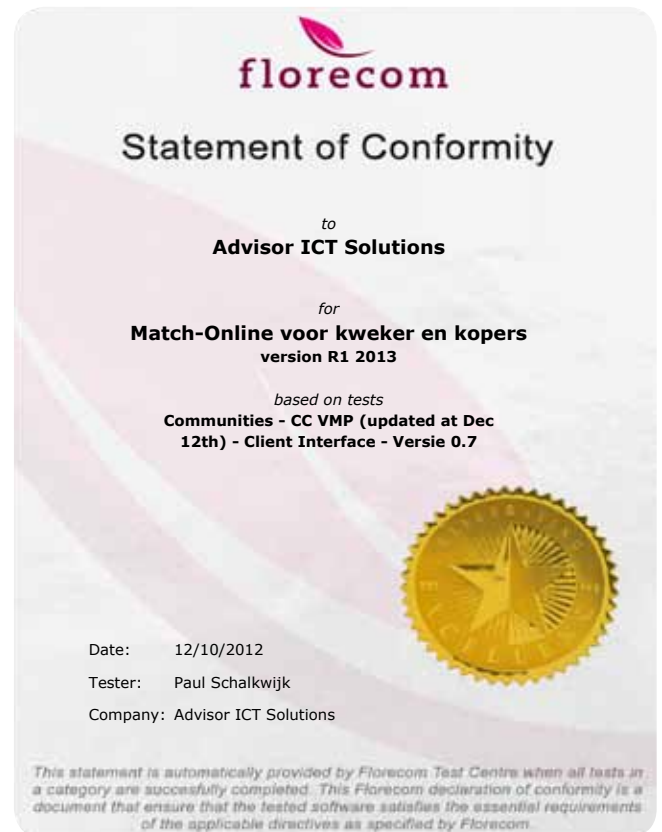 florecom
Statement of Conformity
to
Advisor ICT Solutions
for
Match-Online voor kweker en kopers
version R1 2013
based on tests
Communities - CC VMP (updated at Dec
12th) - Client Interface - Versie 0.7
Date: 12/10/2012
Tester: Paul Schalkwijk
Company: Advisor ICT Solutions
This statement is automatically provided by Florecom Test Centre when all tests in
a category are succesfully completed. This Florecom declaration of conformity is a
document that ensure that the tested software satisfies the essential requirements
of the applicable directives as specified by Florecom.